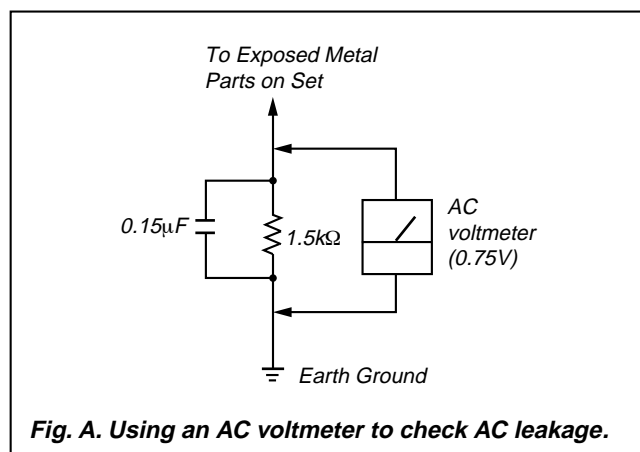 To Exposed Metal
Parts on Set
0.15μF
1.5kΩ
AC
voltmeter
(0.75V)
Earth Ground
Fig. A. Using an AC voltmeter to check AC leakage.